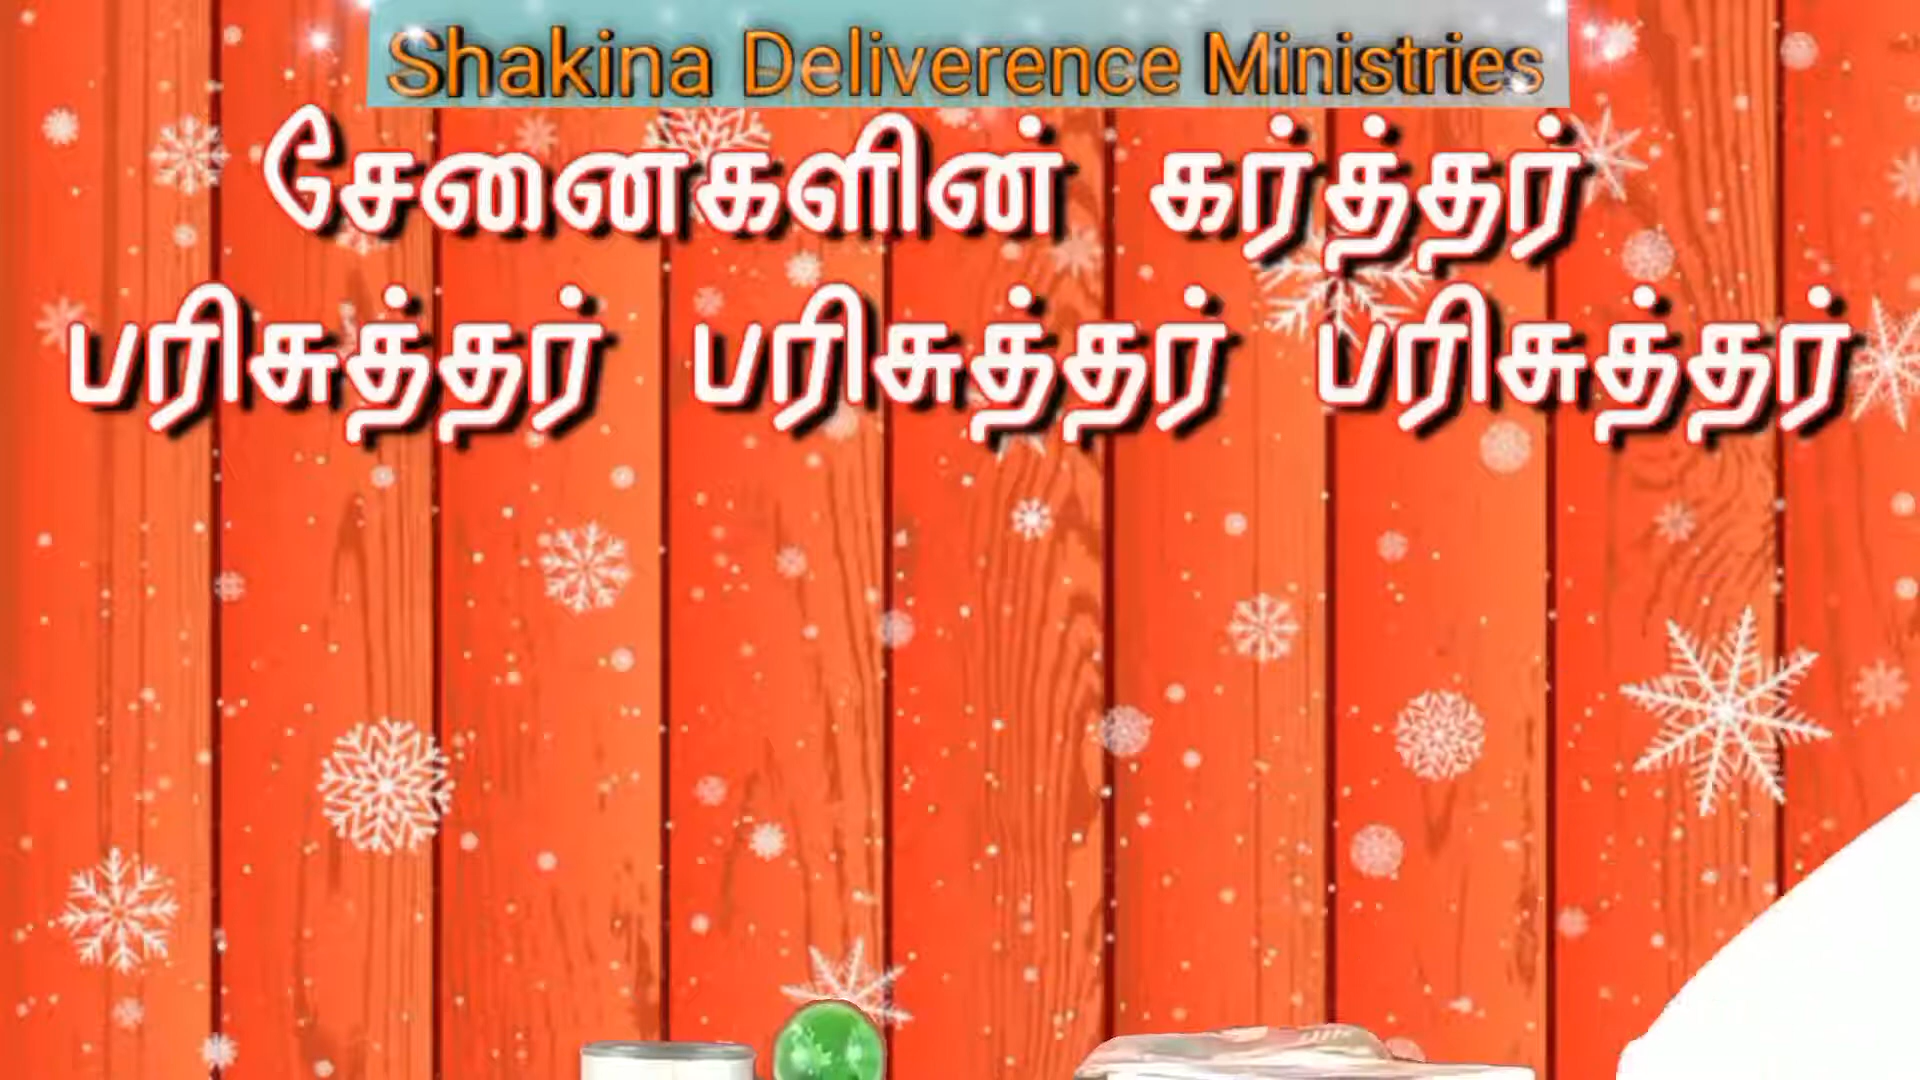 Shakina Deliverence Ministries
சேனைகளின் கர்த்தர்
பரிசுத்தர் பரிசுத்தர் பரிசுத்தர்